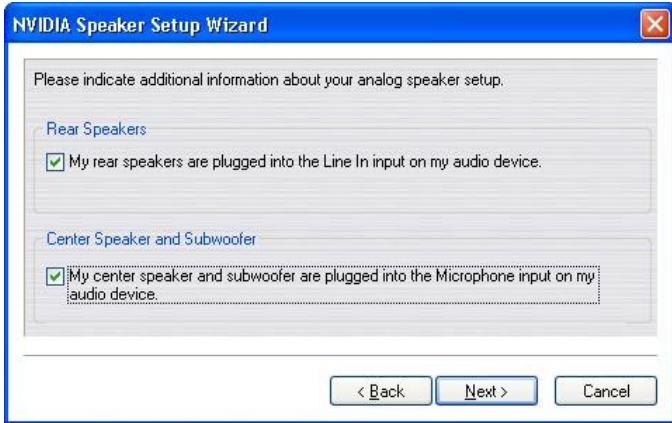 NVIDIA Speaker Setup Wizard
Please indicate additional information about your analog speaker setup.
Rear Speakers
My rear speakers are plugged into the Line In input on my audio device.
Center Speaker and Subwoofer
My center speaker and subwoofer are plugged into the Microphone input on my
audio device.
< Back
Next >
Cancel